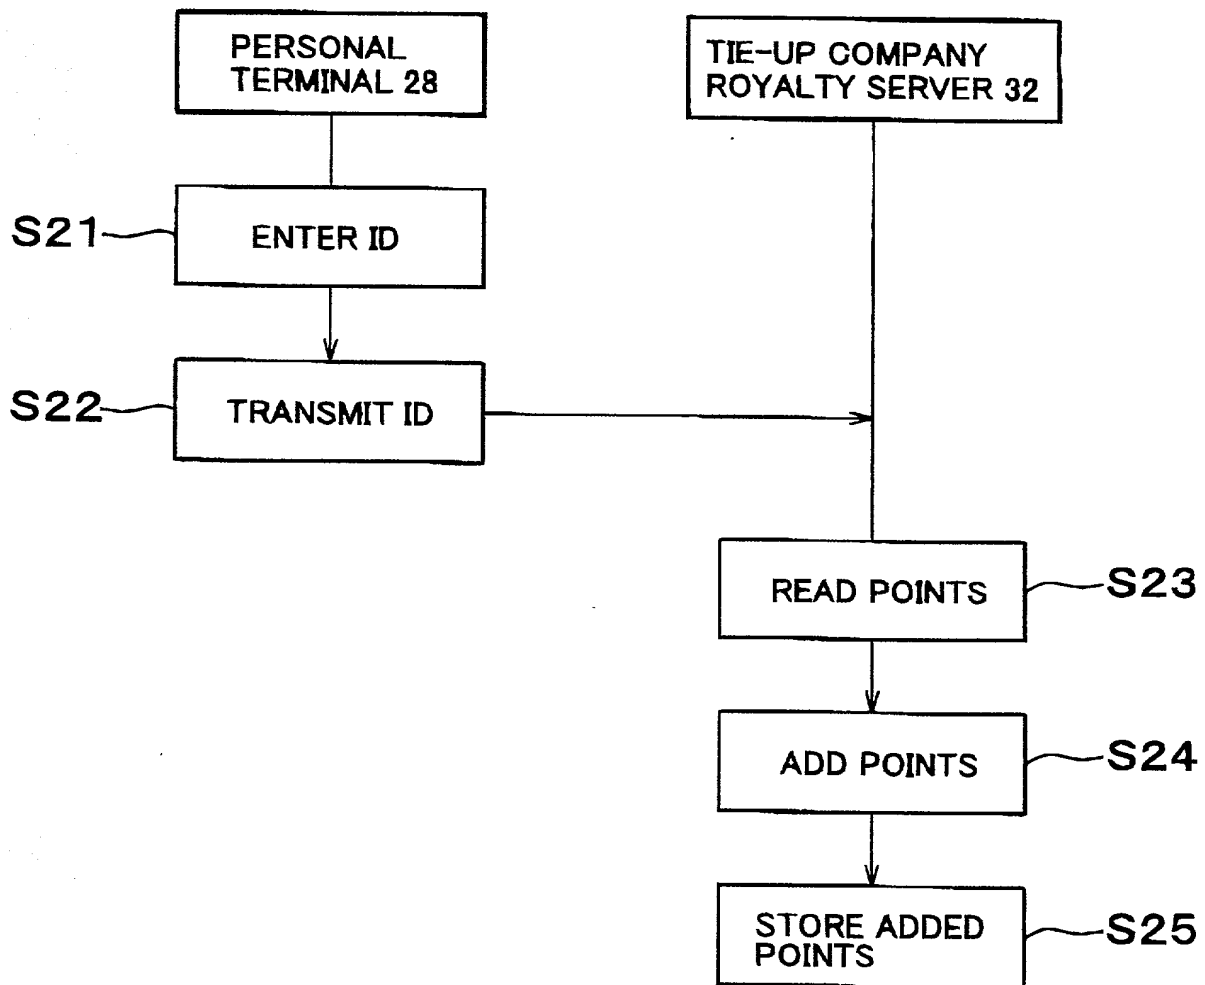 PERSONAL
TERMINAL 28
TIE-UP COMPANY
ROYALTY SERVER 32
S21
ENTER ID
S22
TRANSMIT ID
READ POINTS
S23
ADD POINTS
S24
STORE ADDED
POINTS
S25